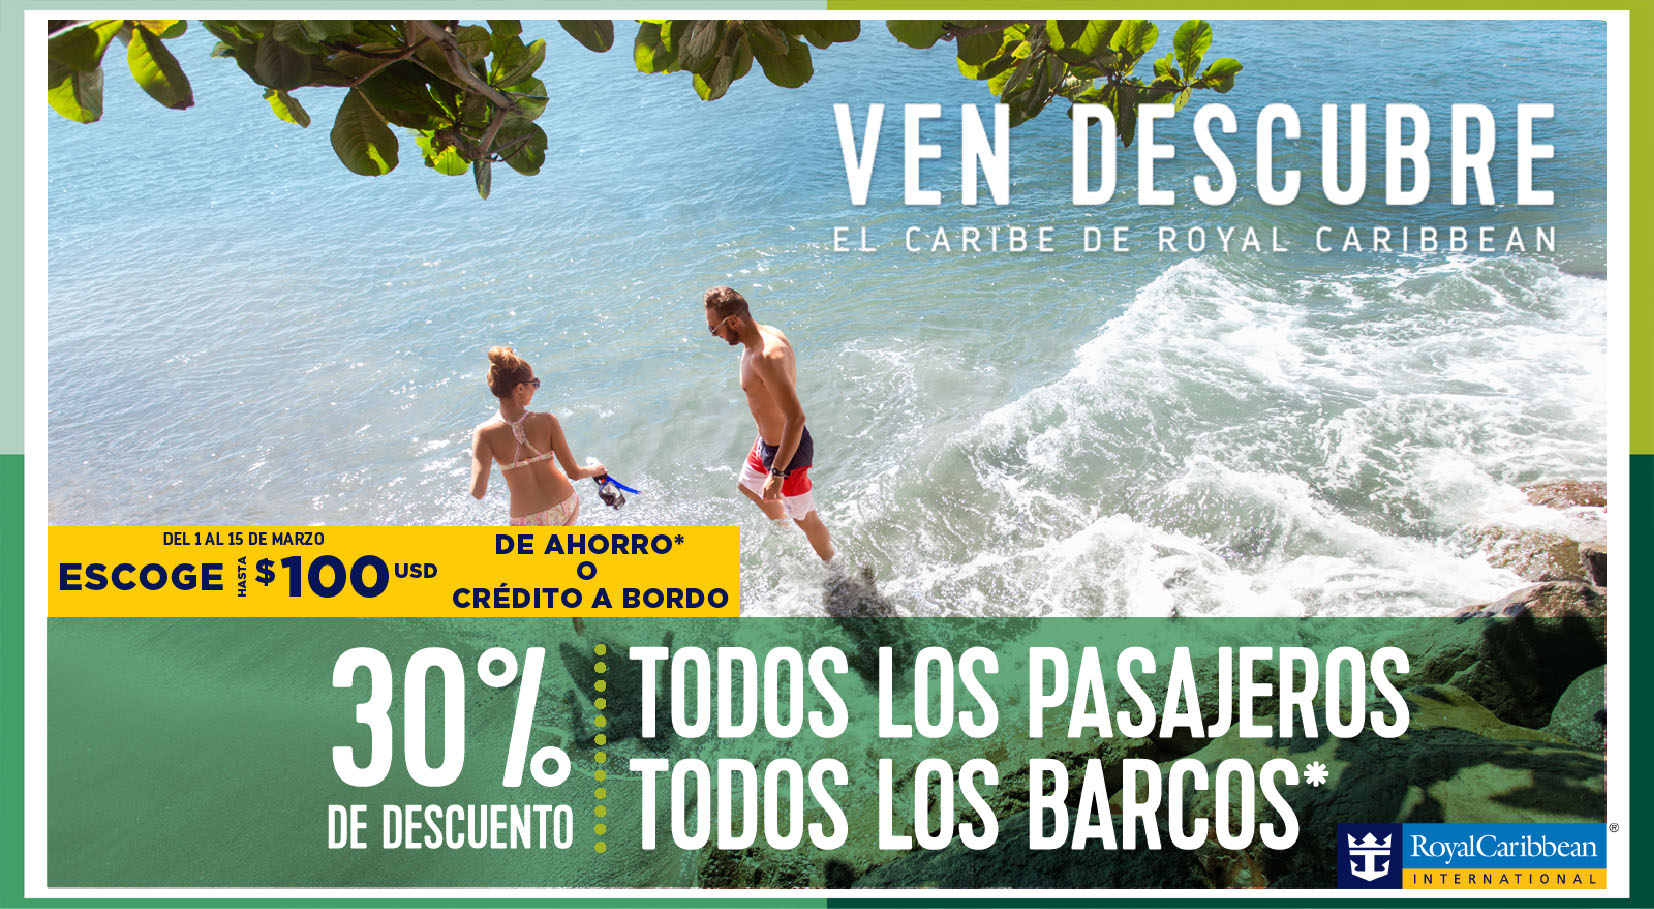 VEN DESCUBRE
EL CARIBE DE ROYAL CARIBBEAN
DEL 1 AL 15 DE MARZO
ESCOGE HASTA $100 USD
DE AHORRO*
O
CRÉDITO A BORDO
30%
DE DESCUENTO
TODOS LOS PASAJEROS
TODOS LOS BARCOS*
RoyalCaribbean®
INTERNATIONAL